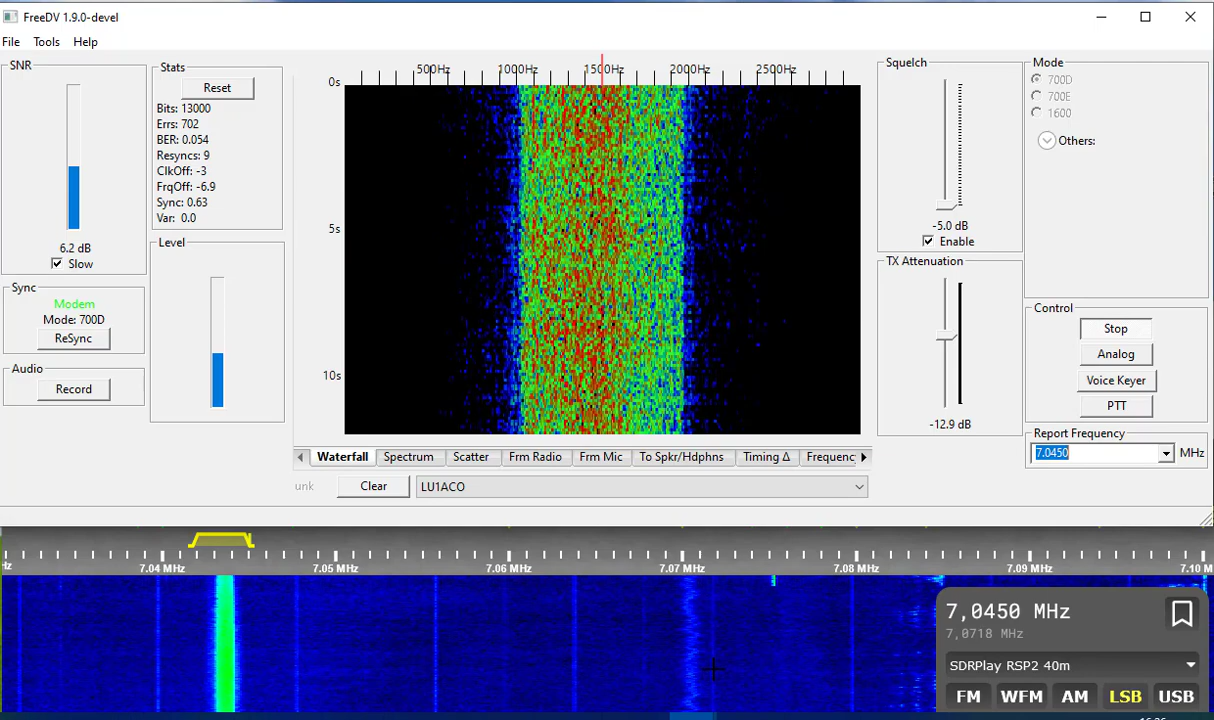 FreeDV 1.9.0-devel
File Tools Help
SNR
6.2 dB
Slow
Sync
Modem
Mode: 700D
ReSync
Audio
Record
Stats
Reset
Bits: 13000
Errs: 702
BER: 0.054
Resyncs: 9
ClkOff: -3
FrqOff: -6.9
Sync: 0.63
Var: 0.0
Level
500Hz 1000Hz 1500Hz 2000Hz 2500Hz
0s
5s
10s
Waterfall Spectrum Scatter Frm Radio Frm Mic To Spkr/Hdphns Timing Δ Frequenc
unk Clear LU1ACO
Squelch
-5.0 dB
Enable
TX Attenuation
-12.9 dB
Mode
700D
700E
1600
Others:
Control
Stop
Analog
Voice Keyer
PTT
Report Frequency
7.0450 MHz
Hz 7.04 MHz 7.05 MHz 7.06 MHz 7.07 MHz 7.08 MHz 7.09 MHz 7.10 M
7,0450 MHz
7,0718 MHz
SDRPlay RSP2 40m
FM WFM AM LSB USB